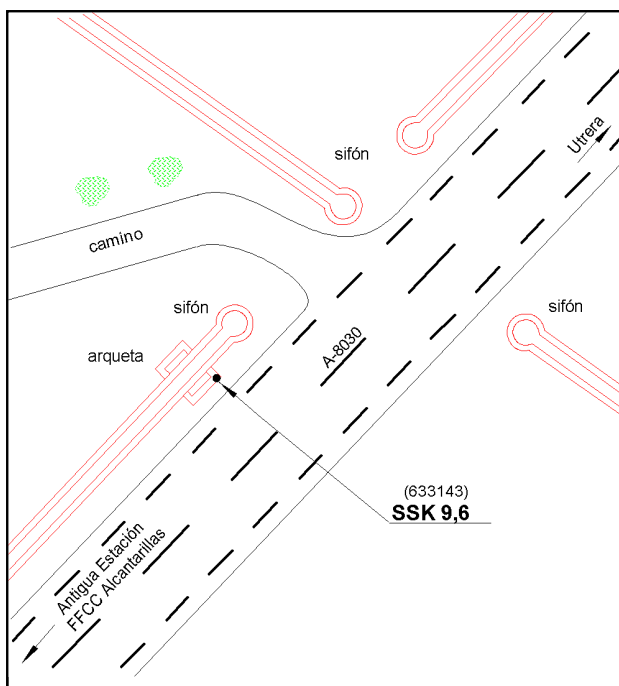 Utrera
sifón
camino
sifón
sifón
arqueta
A-8030
(633143)
SSK 9,6
Antigua Estación
FFCC Alcantarillas